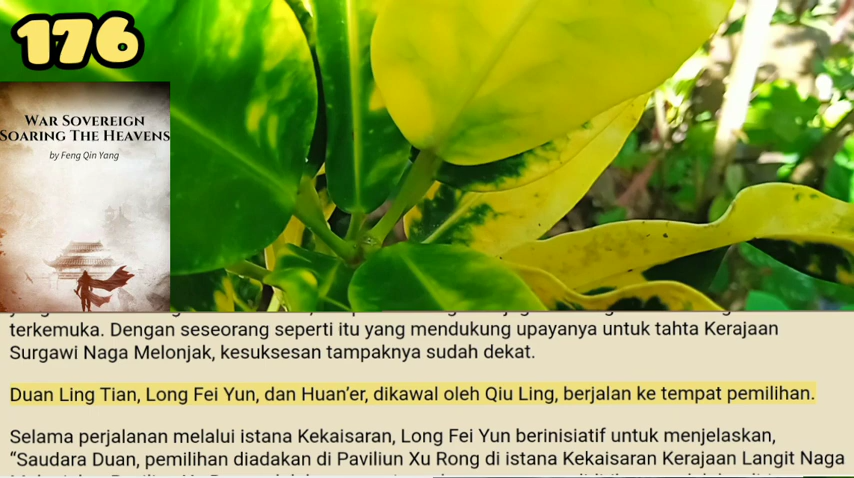 176
WAR SOVEREIGN
SOARING THE HEAVENS
by Feng Qin Yang
terkemuka. Dengan seseorang seperti itu yang mendukung upayanya untuk tahta Kerajaan
Surgawi Naga Melonjak, kesuksesan tampaknya sudah dekat.
Duan Ling Tian, Long Fei Yun, dan Huan’er, dikawal oleh Qiu Ling, berjalan ke tempat pemilihan.
Selama perjalanan melalui istana Kekaisaran, Long Fei Yun berinisiatif untuk menjelaskan,
“Saudara Duan, pemilihan diadakan di Paviliun Xu Rong di istana Kekaisaran Kerajaan Langit Naga